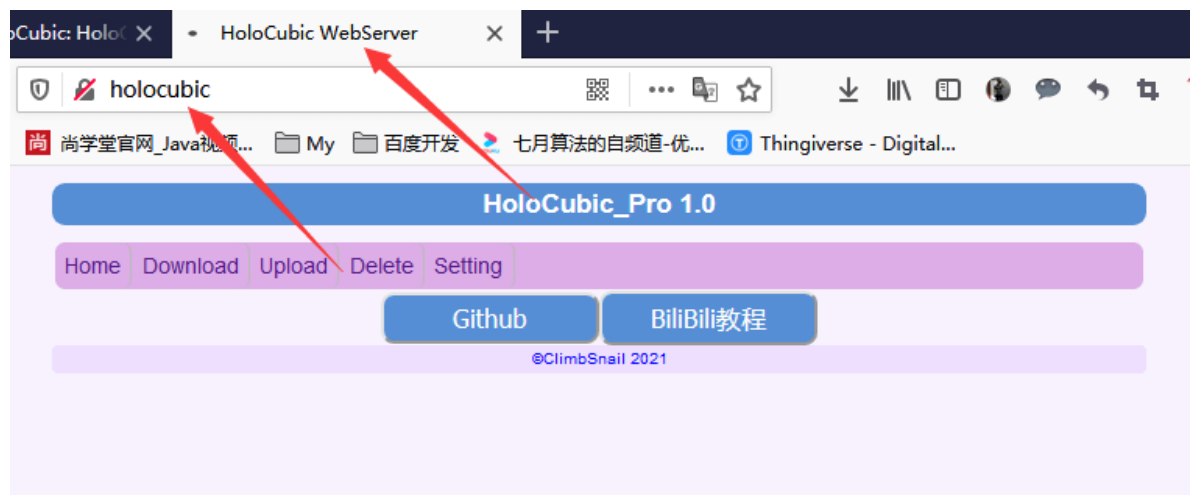 oCubic: Holo
HoloCubic WebServer
holocubic
尚 尚学堂官网_Java视频... My 百度开发 七月算法的自频道-优... Thingiverse - Digital...
HoloCubic_Pro 1.0
Home Download Upload Delete Setting
Github BiliBili教程
©ClimbSnail 2021